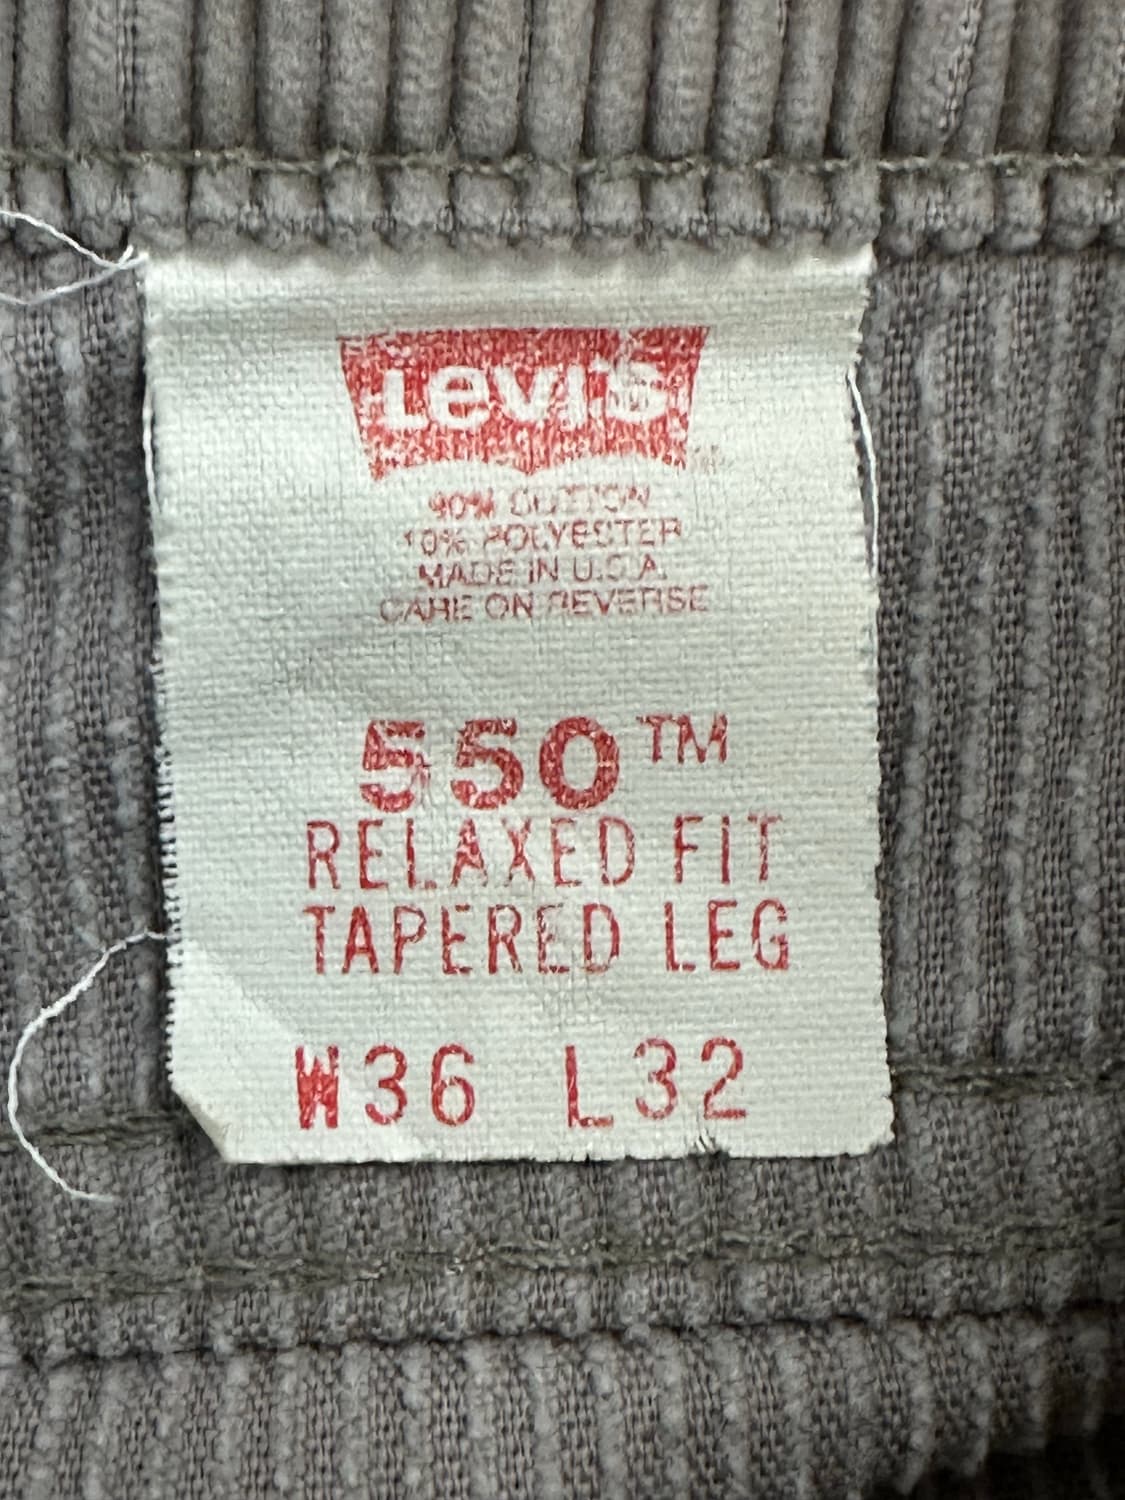 Levi's
90% COTTON
10% POLYESTER
MADE IN U.S.A.
CARE ON REVERSE
550™
RELAXED FIT
TAPERED LEG
W36 L32